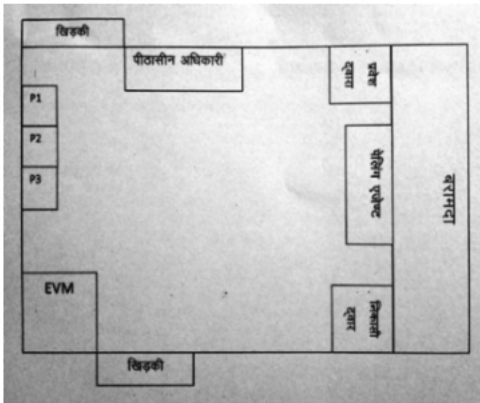 खिड़की
पीठासीन अधिकारी
प्रवेश
द्वारा
P1
P2
P3
पोलिंग एजेण्ट
बरामदा
EVM
निकासी
द्वार
खिड़की